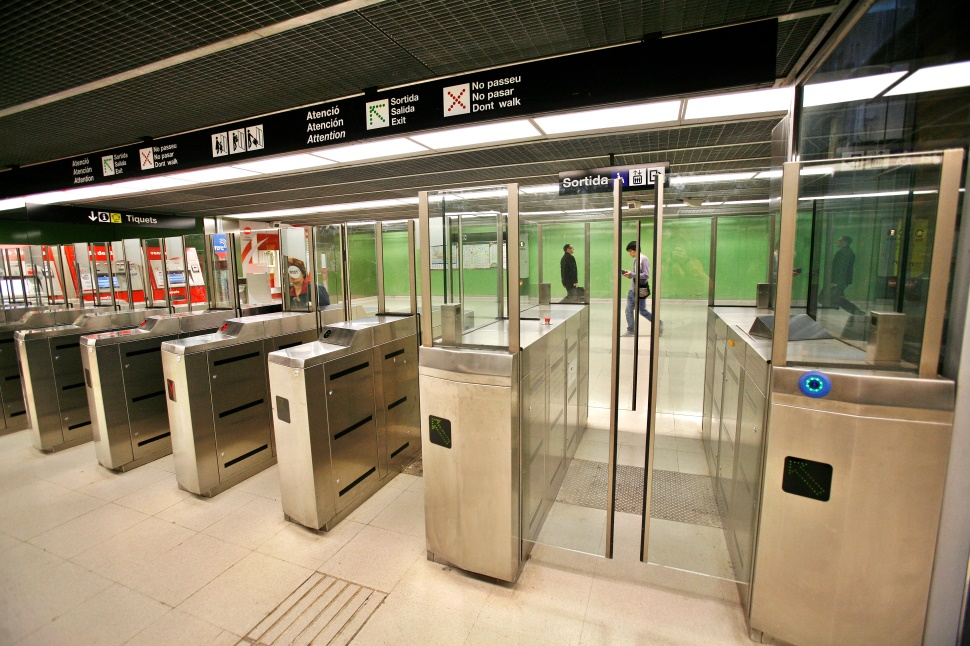 Atenció
Atención
Attention
Sortida
Salida
Exit
No passeu
No pasar
Dont walk
Atenció
Atención
Attention
Sortida
Salida
Exit
No passeu
No pasar
Dont walk
Tiquets
Sortida